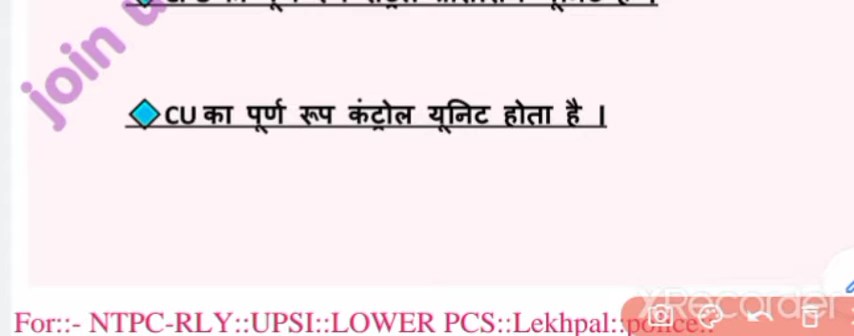 join
CU का पूर्ण रूप कंट्रोल यूनिट होता है ।
For::- NTPC-RLY::UPSI::LOWER PCS::Lekhpal::police::
XRecorder